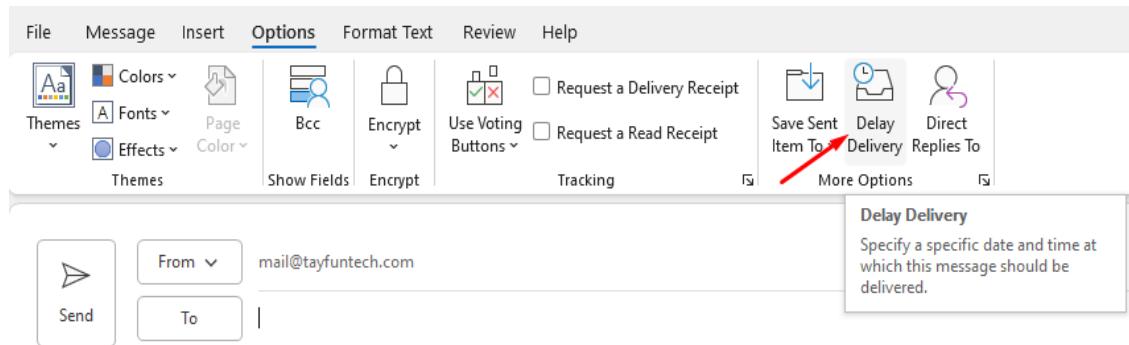 File Message Insert Options Format Text Review Help
Aa Colors Request a Delivery Receipt
A Fonts
Themes Page Bcc Encrypt Use Voting Request a Read Receipt Save Sent Delay Direct
Effects Color Buttons Item To Delivery Replies To
Themes Show Fields Encrypt Tracking More Options
Delay Delivery
Specify a specific date and time at
which this message should be
delivered.
From mail@tayfuntech.com
Send To